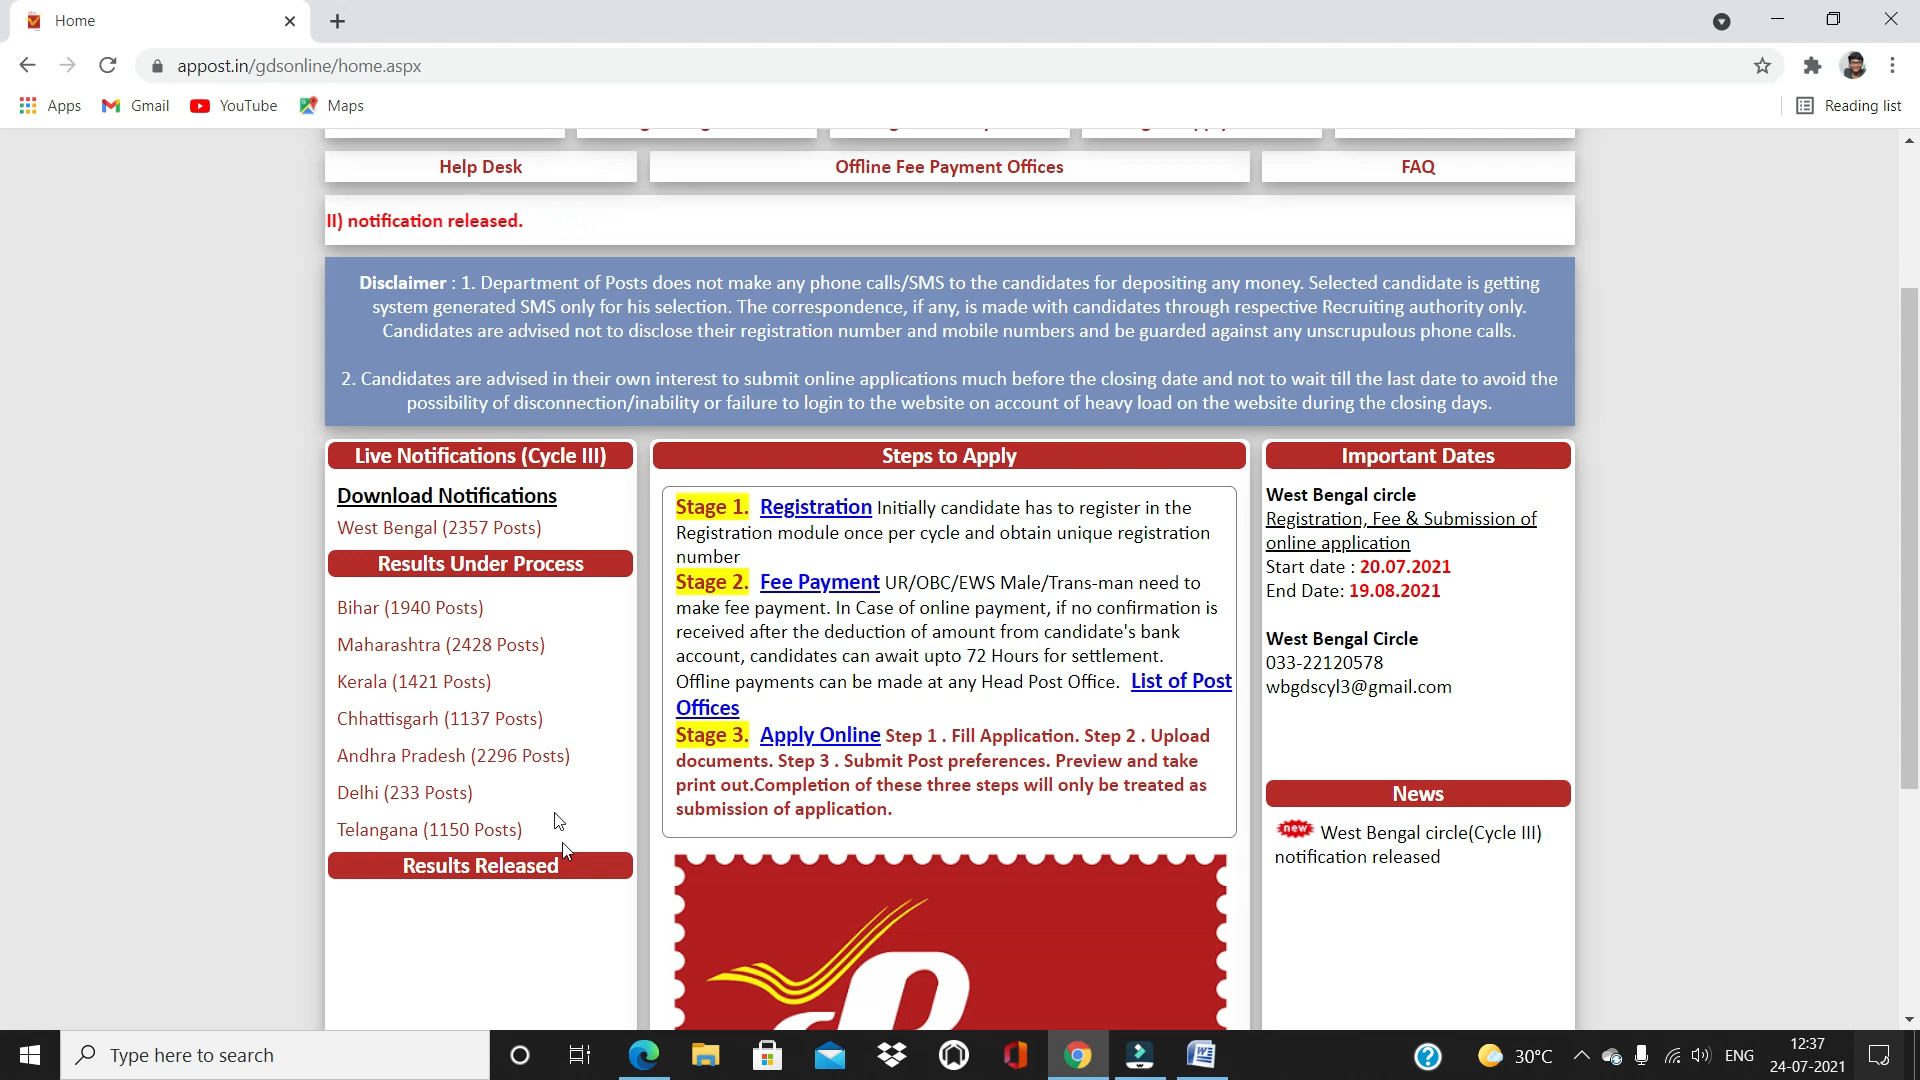 Home
appost.in/gdsonline/home.aspx
Apps
Gmail
YouTube
Maps
Reading list
Help Desk
Offline Fee Payment Offices
FAQ
II) notification released.
Disclaimer : 1. Department of Posts does not make any phone calls/SMS to the candidates for depositing any money. Selected candidate is getting
system generated SMS only for his selection. The correspondence, if any, is made with candidates through respective Recruiting authority only.
Candidates are advised not to disclose their registration number and mobile numbers and be guarded against any unscrupulous phone calls.
2. Candidates are advised in their own interest to submit online applications much before the closing date and not to wait till the last date to avoid the
possibility of disconnection/inability or failure to login to the website on account of heavy load on the website during the closing days.
Live Notifications (Cycle III)
Download Notifications
West Bengal (2357 Posts)
Results Under Process
Bihar (1940 Posts)
Maharashtra (2428 Posts)
Kerala (1421 Posts)
Chhattisgarh (1137 Posts)
Andhra Pradesh (2296 Posts)
Delhi (233 Posts)
Telangana (1150 Posts)
Results Released
Steps to Apply
Stage 1. Registration Initially candidate has to register in the
Registration module once per cycle and obtain unique registration
number
Stage 2. Fee Payment UR/OBC/EWS Male/Trans-man need to
make fee payment. In Case of online payment, if no confirmation is
received after the deduction of amount from candidate's bank
account, candidates can await upto 72 Hours for settlement.
Offline payments can be made at any Head Post Office. List of Post
Offices
Stage 3. Apply Online Step 1 . Fill Application. Step 2 . Upload
documents. Step 3 . Submit Post preferences. Preview and take
print out.Completion of these three steps will only be treated as
submission of application.
Important Dates
West Bengal circle
Registration, Fee & Submission of
online application
Start date : 20.07.2021
End Date: 19.08.2021
West Bengal Circle
033-22120578
wbgdscyl3@gmail.com
News
new West Bengal circle(Cycle III)
notification released
Type here to search
30°C
ENG
12:37
24-07-2021